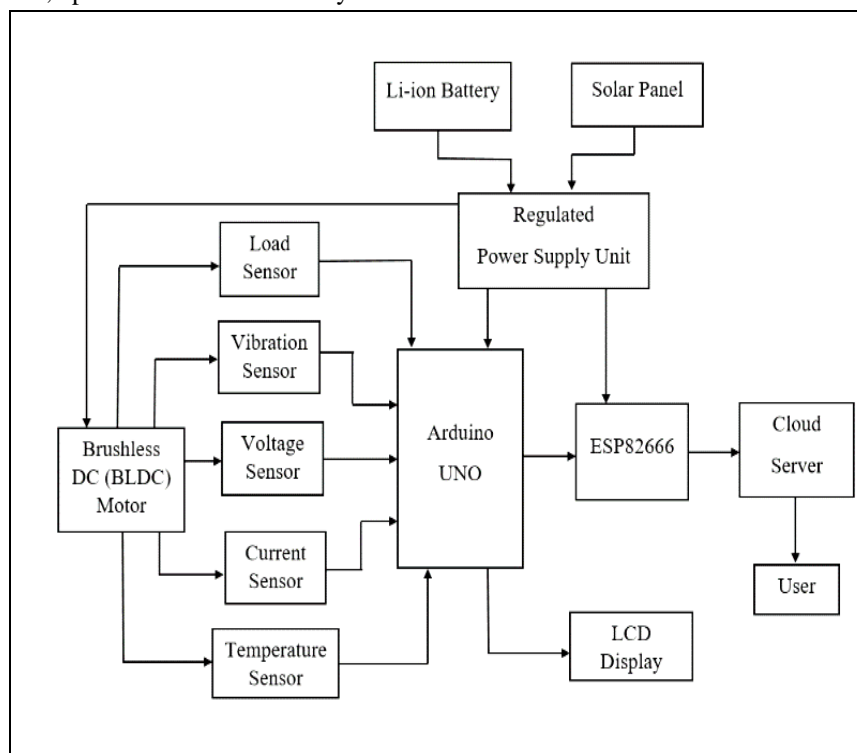 Li-ion Battery
Solar Panel
Regulated
Power Supply Unit
Load
Sensor
Vibration
Sensor
Voltage
Sensor
Current
Sensor
Temperature
Sensor
Brushless
DC (BLDC)
Motor
Arduino
UNO
ESP82666
Cloud
Server
User
LCD
Display